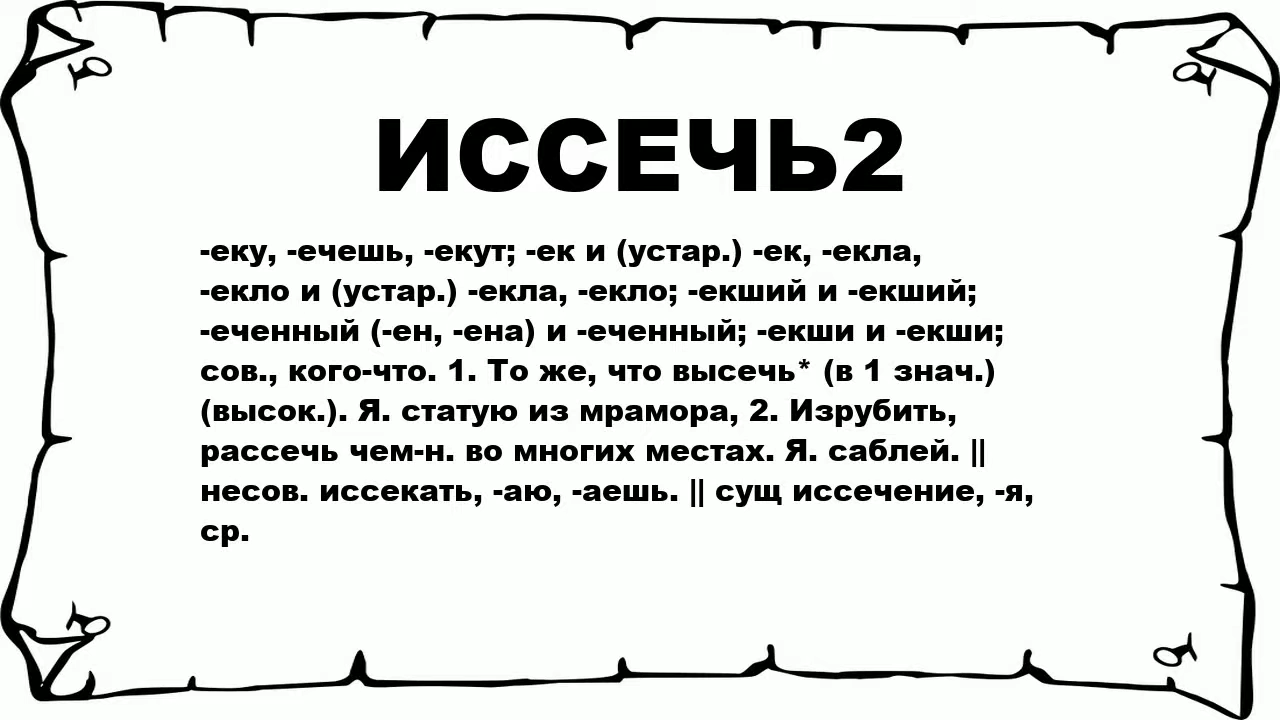 ИССЕЧЬ2
-еку, -ечешь, -екут; -ек и (устар.) -ек, -екла,
-екло и (устар.) -екла, -екло; -екший и -екший;
-еченный (-ен, -ена) и -еченный; -екши и -екши;
сов., кого-что. 1. То же, что высечь* (в 1 знач.)
(высок.). Я. статую из мрамора, 2. Изрубить,
рассечь чем-н. во многих местах. Я. саблей. ||
несов. иссекать, -аю, -аешь. || сущ иссечение, -я,
ср.